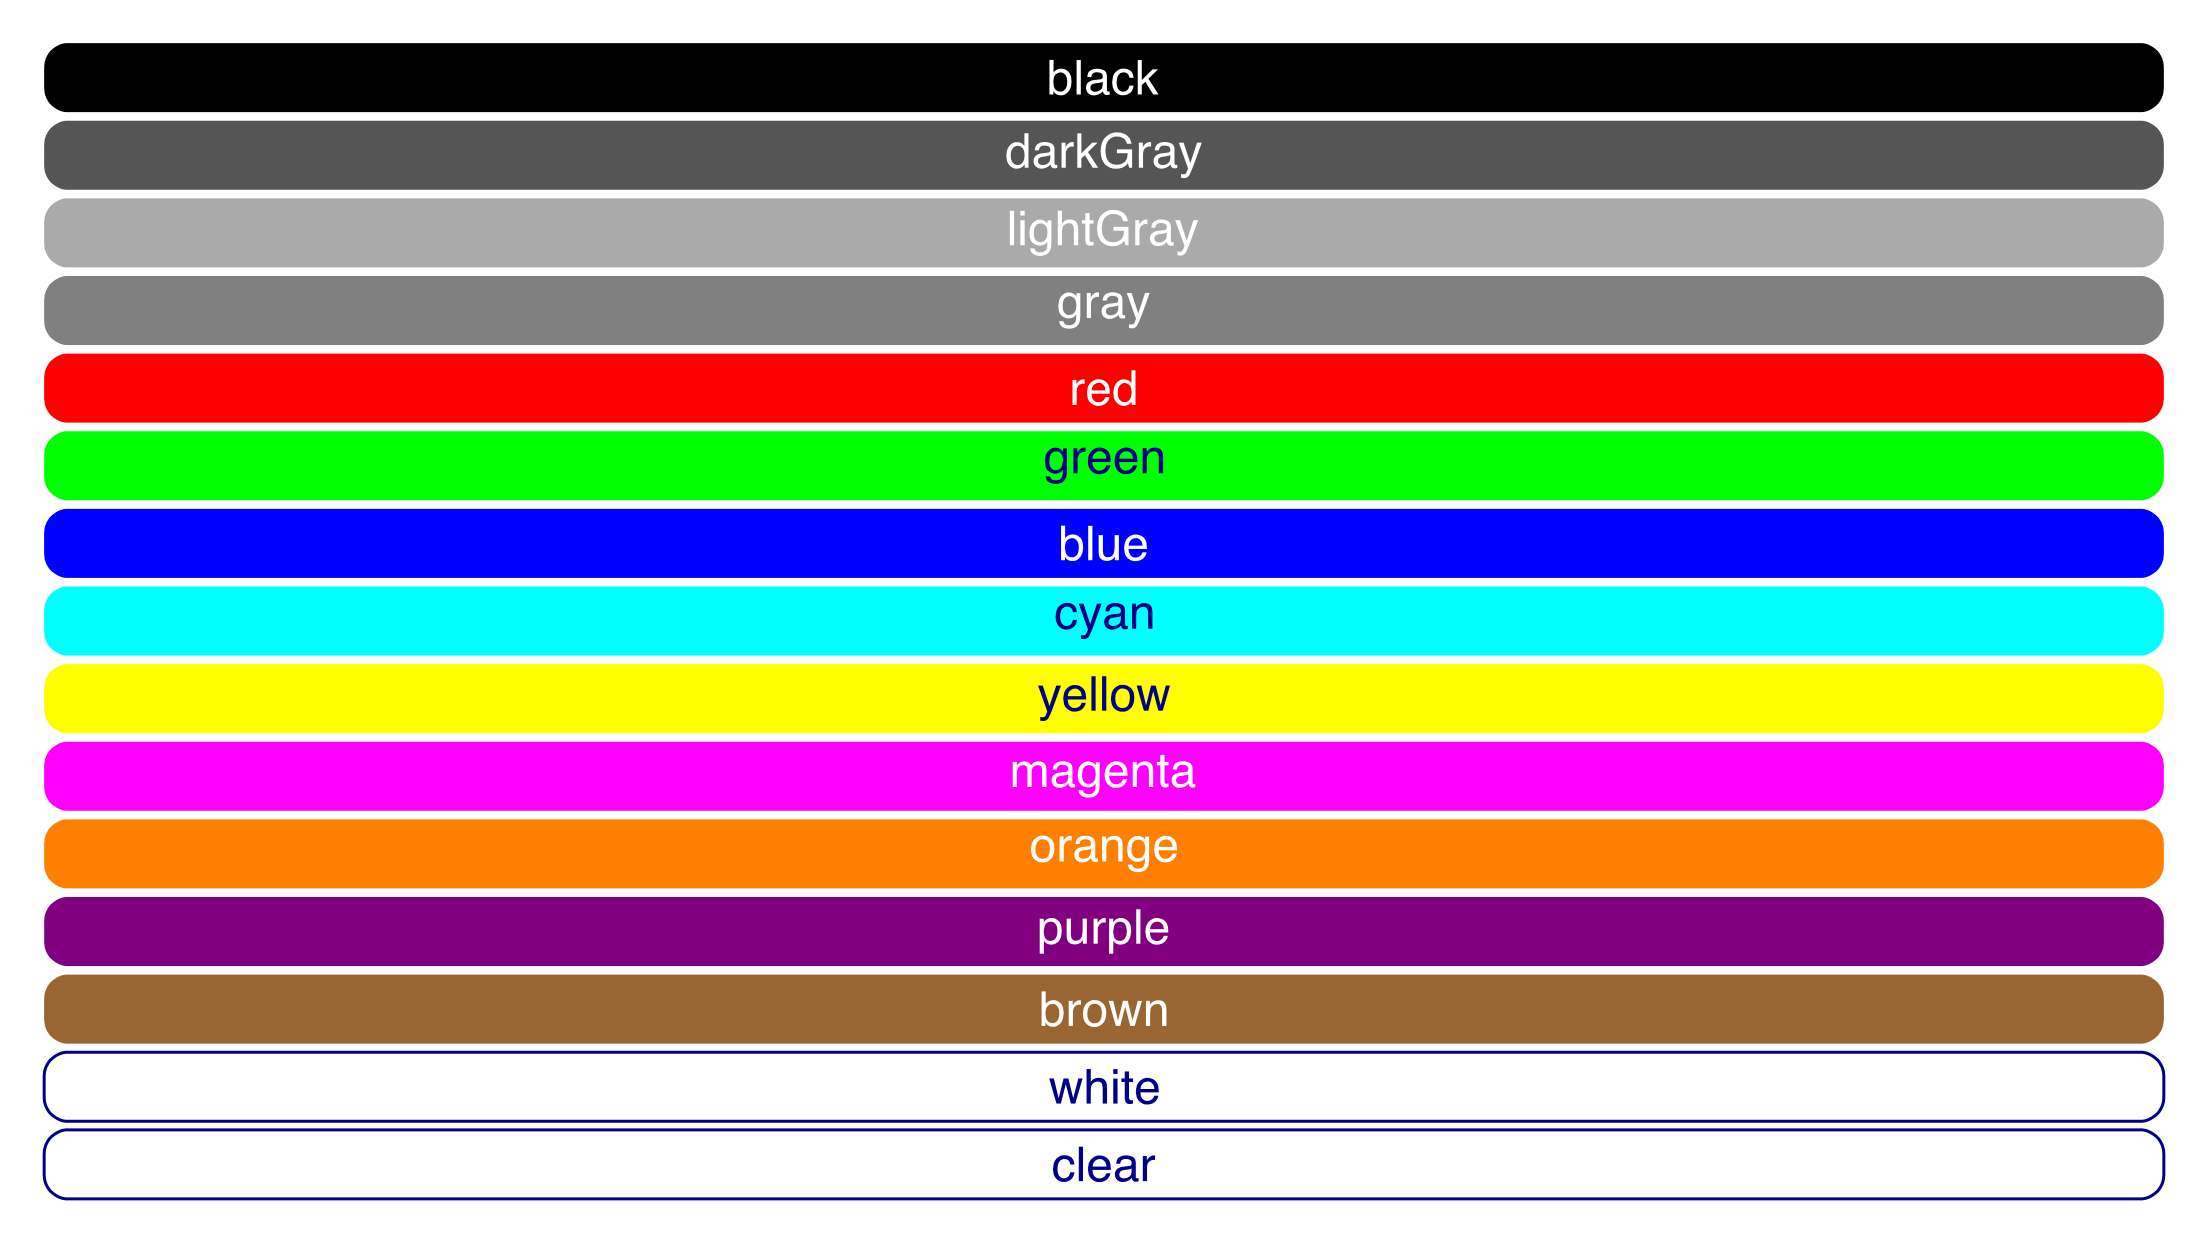 black
darkGray
lightGray
gray
red
green
blue
cyan
yellow
magenta
orange
purple
brown
white
clear